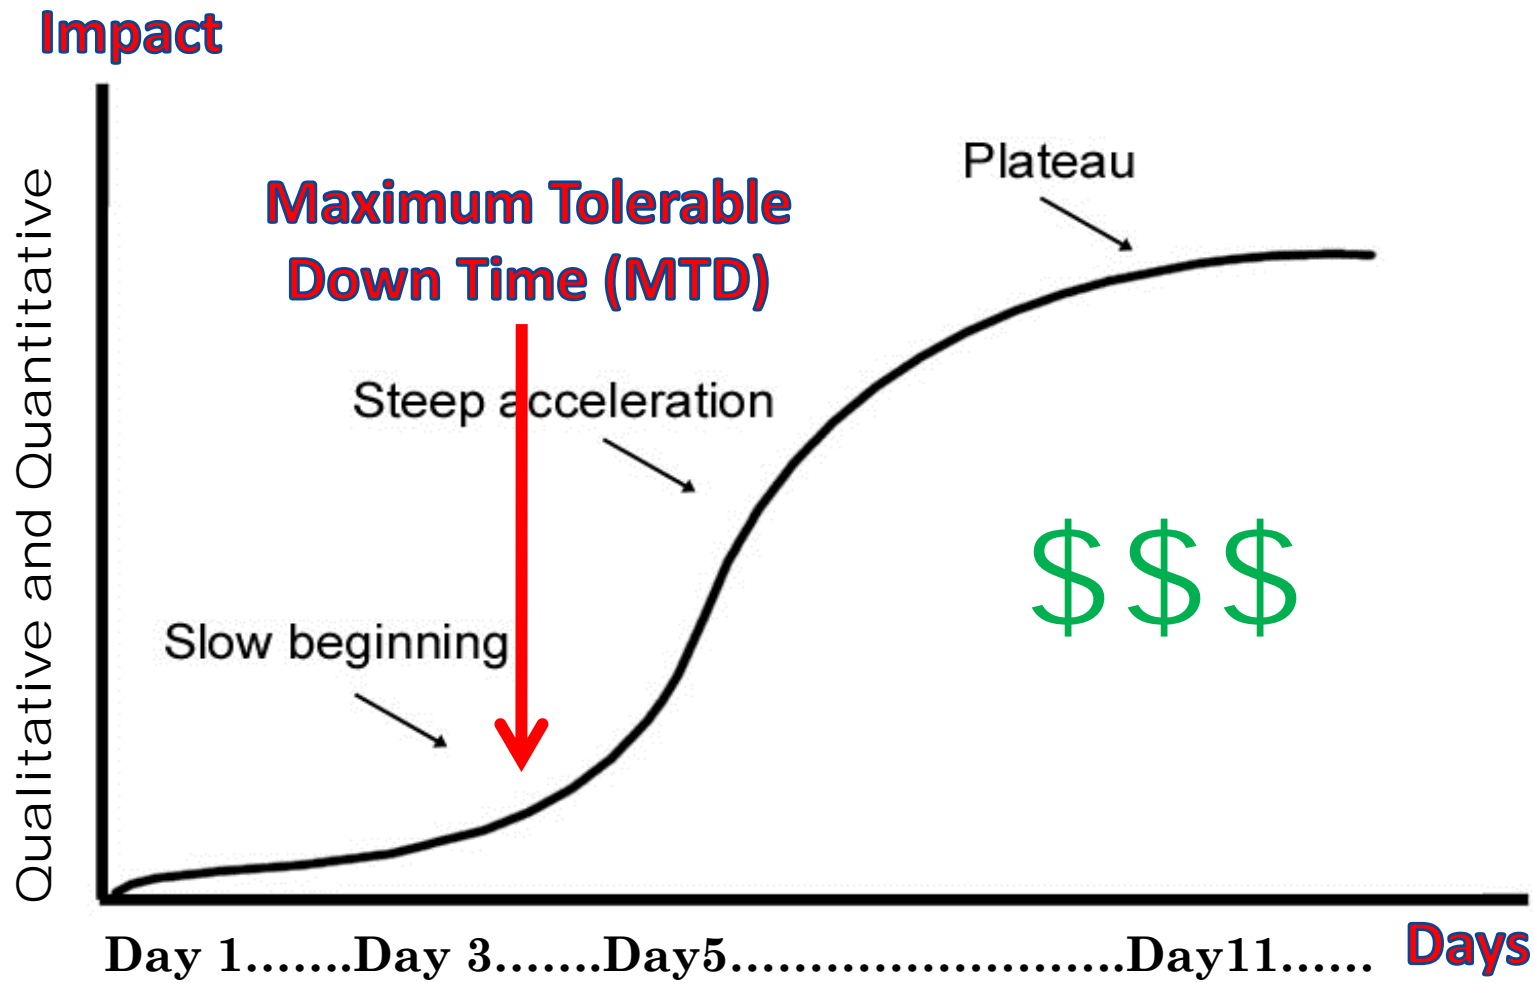 Impact
Qualitative and Quantitative
Plateau
Maximum Tolerable
Down Time (MTD)
Steep acceleration
$$$
Slow beginning
Day 1.......Day 3.......Day5.........................Day11...... Days